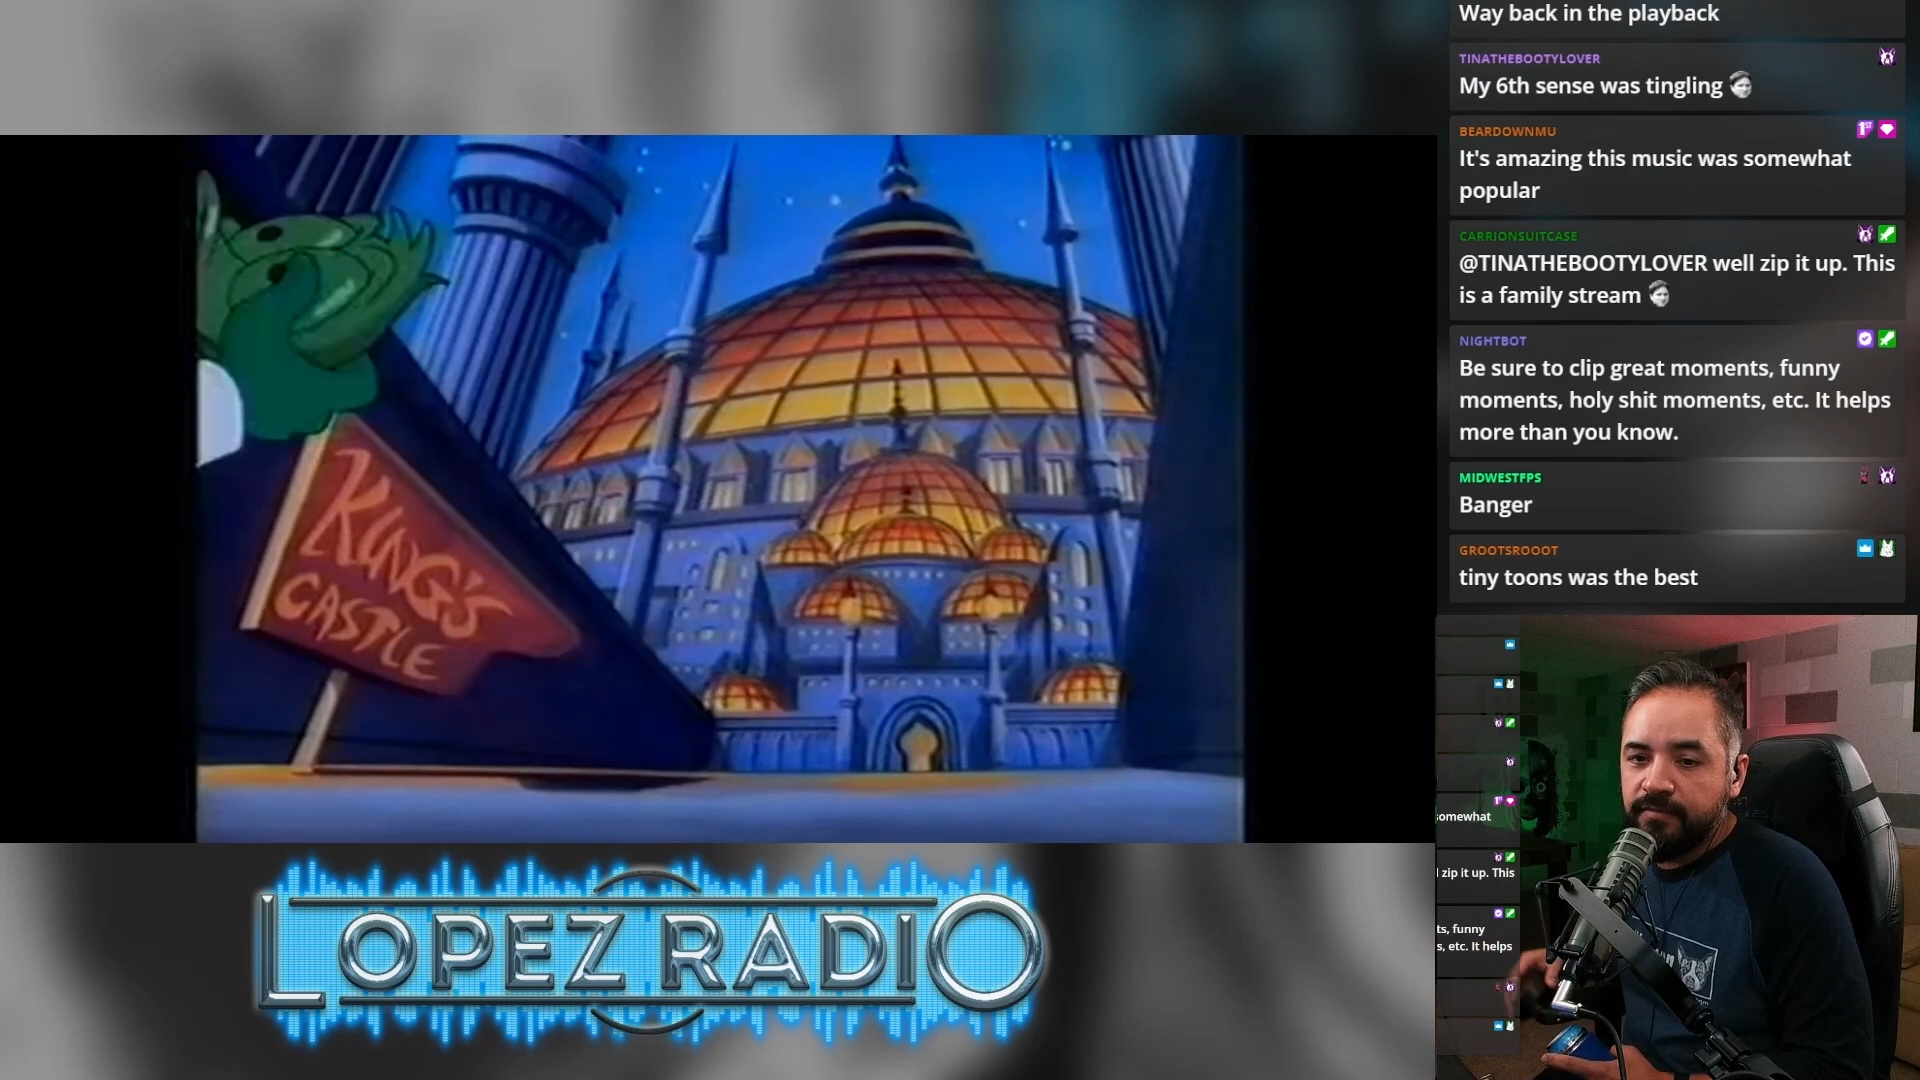 Way back in the playback
TINATHEBOOTYLOVER
My 6th sense was tingling
BEARDOWNMU
1ST
It's amazing this music was somewhat
popular
CARRIONSUITCASE
@TINATHEBOOTYLOVER well zip it up. This
is a family stream
NIGHTBOT
Be sure to clip great moments, funny
moments, holy shit moments, etc. It helps
more than you know.
MIDWESTFPS
Banger
GROOTSROOOT
tiny toons was the best
KING'S
CASTLE
LOPEZ RADIO
somewhat
zip it up. This
ts, funny
s, etc. It helps